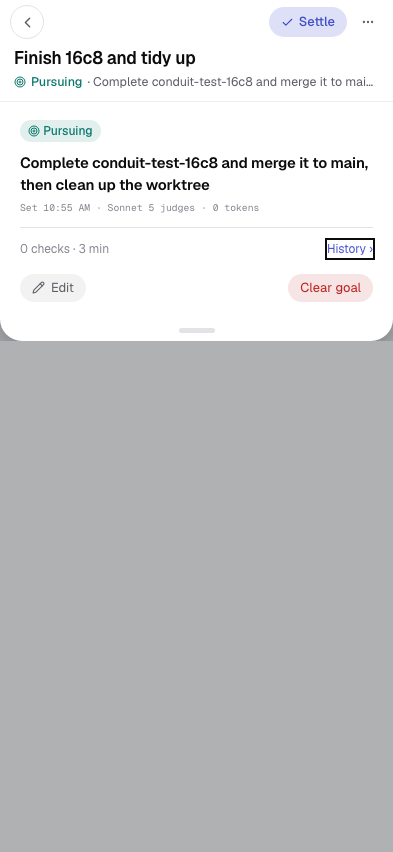 Settle
Finish 16c8 and tidy up
Pursuing · Complete conduit-test-16c8 and merge it to mai…
Pursuing
Complete conduit-test-16c8 and merge it to main,
then clean up the worktree
Set 10:55 AM · Sonnet 5 judges · 0 tokens
0 checks · 3 min
History ›
Edit
Clear goal